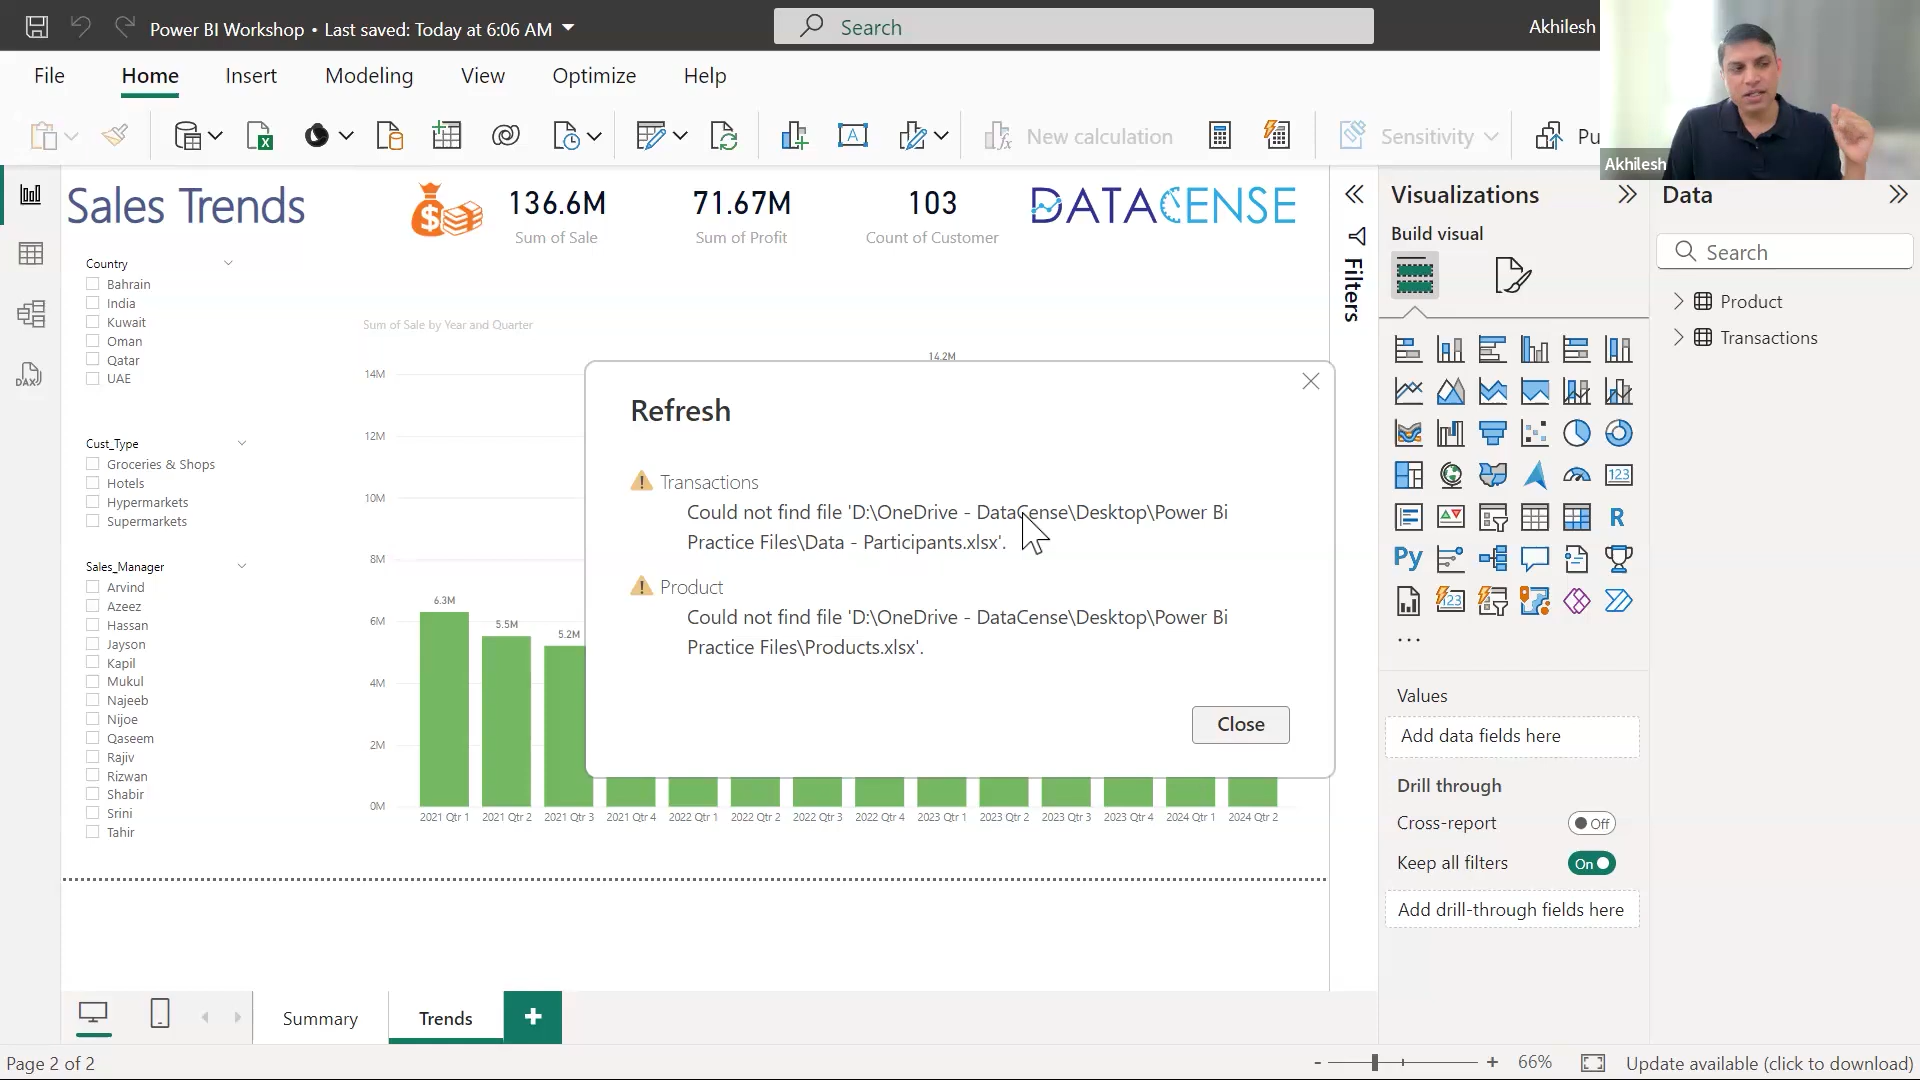 Power BI Workshop • Last saved: Today at 6:06 AM
Search
Akhilesh
File
Home
Insert
Modeling
View
Optimize
Help
New calculation
Sensitivity
Pu
Akhilesh
Sales Trends
136.6M
Sum of Sale
71.67M
Sum of Profit
103
Count of Customer
DATACENSE
Country
Bahrain
India
Kuwait
Oman
Qatar
UAE
Cust_Type
Groceries & Shops
Hotels
Hypermarkets
Supermarkets
Sales_Manager
Arvind
Azeez
Hassan
Jayson
Kapil
Mukul
Najeeb
Nijoe
Qaseem
Rajiv
Rizwan
Shabir
Srini
Tahir
Sum of Sale by Year and Quarter
14.2M
14M
12M
10M
8M
6M
4M
2M
0M
6.3M
5.5M
5.2M
2021 Qtr 1 2021 Qtr 2 2021 Qtr 3 2021 Qtr 4 2022 Qtr 1 2022 Qtr 2 2022 Qtr 3 2022 Qtr 4 2023 Qtr 1 2023 Qtr 2 2023 Qtr 3 2023 Qtr 4 2024 Qtr 1 2024 Qtr 2
Refresh
Transactions
Could not find file 'D:\OneDrive - DataCense\Desktop\Power Bi
Practice Files\Data - Participants.xlsx'.
Product
Could not find file 'D:\OneDrive - DataCense\Desktop\Power Bi
Practice Files\Products.xlsx'.
Close
Filters
Visualizations
Build visual
123
R
Py
123
...
Values
Add data fields here
Drill through
Cross-report
Off
Keep all filters
On
Add drill-through fields here
Data
Search
Product
Transactions
DAX
Summary
Trends
+
Page 2 of 2
- + 66%
Update available (click to download)